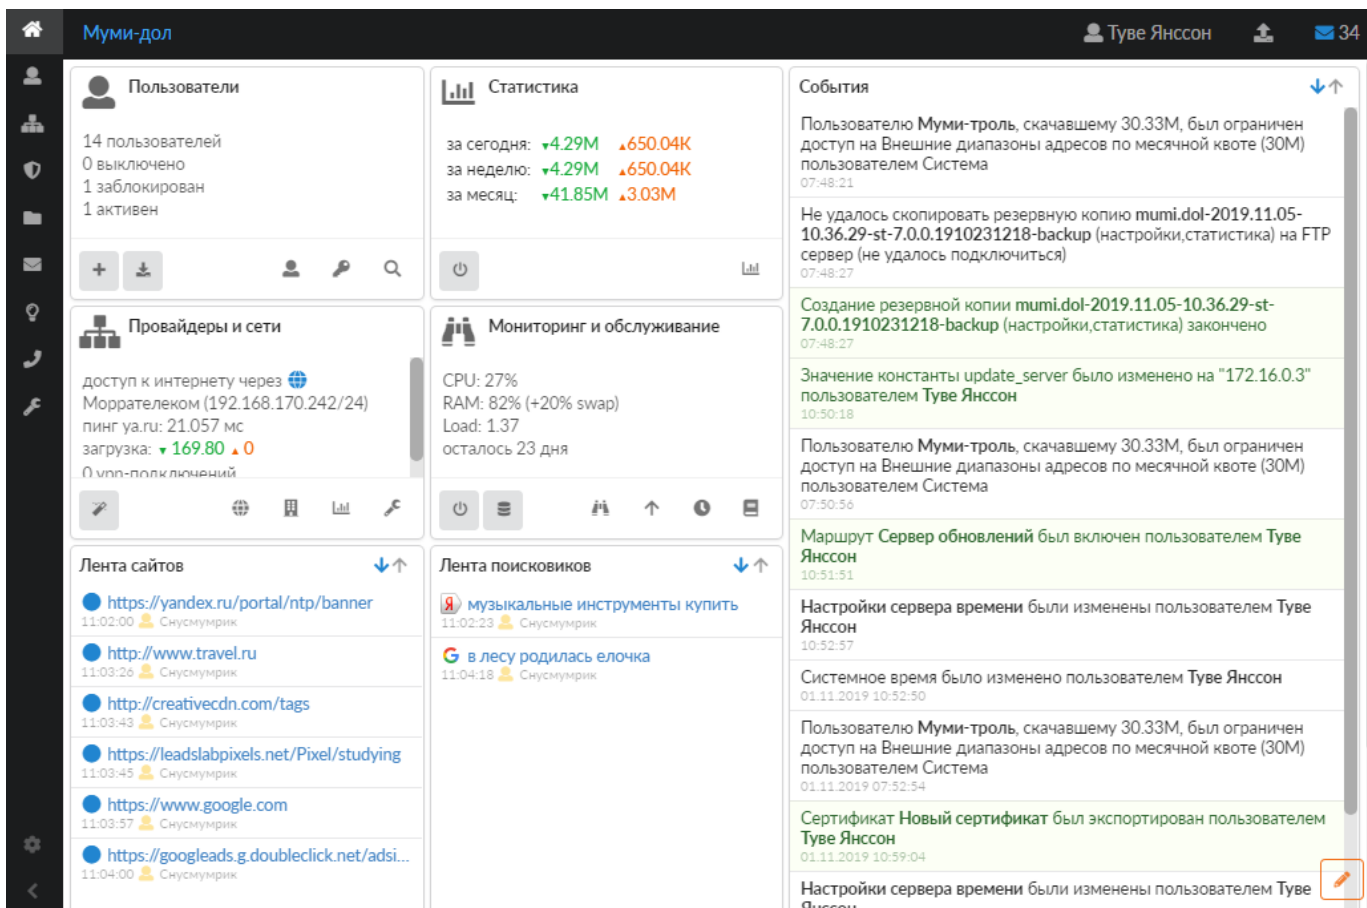 Муми-дол
Туве Янссон
34
Пользователи
14 пользователей
0 выключено
1 заблокирован
1 активен
Статистика
за сегодня: ▾4.29M ▴650.04K
за неделю: ▾4.29M ▴650.04K
за месяц: ▾41.85M ▴3.03M
Провайдеры и сети
доступ к интернету через
Моррателеком (192.168.170.242/24)
пинг ya.ru: 21.057 мс
загрузка: ▾ 169.80 ▴ 0
0 vpn-подключений
Мониторинг и обслуживание
CPU: 27%
RAM: 82% (+20% swap)
Load: 1.37
осталось 23 дня
Лента сайтов
https://yandex.ru/portal/ntp/banner
11:02:00 Снусмумрик
http://www.travel.ru
11:03:26 Снусмумрик
http://creativecdn.com/tags
11:03:43 Снусмумрик
https://leadslabpixels.net/Pixel/studying
11:03:45 Снусмумрик
https://www.google.com
11:03:57 Снусмумрик
https://googleads.g.doubleclick.net/adsi...
11:04:00 Снусмумрик
Лента поисковиков
Я музыкальные инструменты купить
11:02:23 Снусмумрик
G в лесу родилась елочка
11:04:18 Снусмумрик
События
Пользователю Муми-троль, скачавшему 30.33M, был ограничен
доступ на Внешние диапазоны адресов по месячной квоте (30M)
пользователем Система
07:48:21
Не удалось скопировать резервную копию mumi.dol-2019.11.05-
10.36.29-st-7.0.0.1910231218-backup (настройки,статистика) на FTP
сервер (не удалось подключиться)
07:48:27
Создание резервной копии mumi.dol-2019.11.05-10.36.29-st-
7.0.0.1910231218-backup (настройки,статистика) закончено
07:48:27
Значение константы update_server было изменено на "172.16.0.3"
пользователем Туве Янссон
10:50:18
Пользователю Муми-троль, скачавшему 30.33M, был ограничен
доступ на Внешние диапазоны адресов по месячной квоте (30M)
пользователем Система
07:50:56
Маршрут Сервер обновлений был включен пользователем Туве
Янссон
10:51:51
Настройки сервера времени были изменены пользователем Туве
Янссон
10:52:57
Системное время было изменено пользователем Туве Янссон
01.11.2019 10:52:50
Пользователю Муми-троль, скачавшему 30.33M, был ограничен
доступ на Внешние диапазоны адресов по месячной квоте (30M)
пользователем Система
01.11.2019 07:52:54
Сертификат Новый сертификат был экспортирован пользователем
Туве Янссон
01.11.2019 10:59:04
Настройки сервера времени были изменены пользователем Туве
Янссон